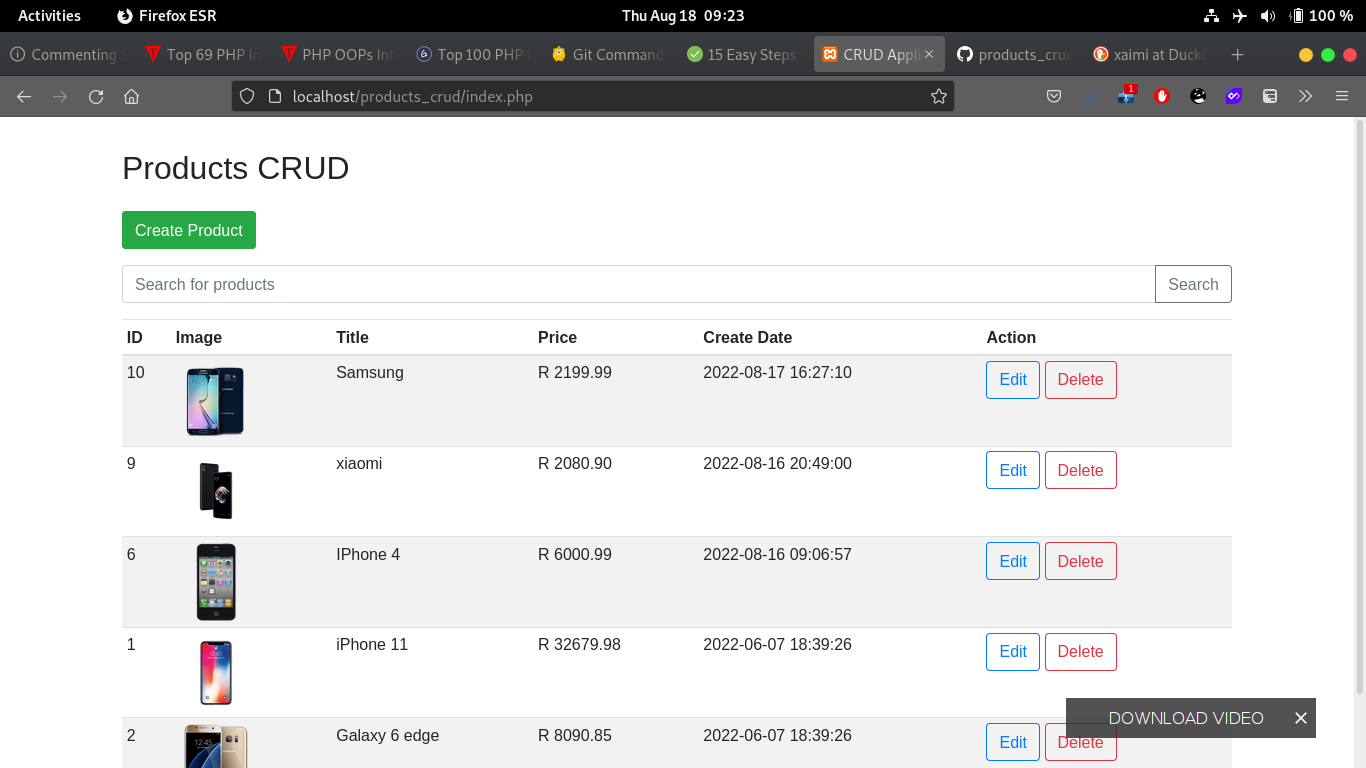 Activities Firefox ESR Thu Aug 18 09:23 100 %
Commenting Top 69 PHP In PHP OOPs Int Top 100 PHP Git Command 15 Easy Steps CRUD Appli products_crud xaimi at Duck
localhost/products_crud/index.php 1
Products CRUD
Create Product
Search for products Search
ID Image Title Price Create Date Action
10 Samsung R 2199.99 2022-08-17 16:27:10 Edit Delete
9 xiaomi R 2080.90 2022-08-16 20:49:00 Edit Delete
6 IPhone 4 R 6000.99 2022-08-16 09:06:57 Edit Delete
1 iPhone 11 R 32679.98 2022-06-07 18:39:26 Edit Delete
DOWNLOAD VIDEO
2 Galaxy 6 edge R 8090.85 2022-06-07 18:39:26 Edit Delete